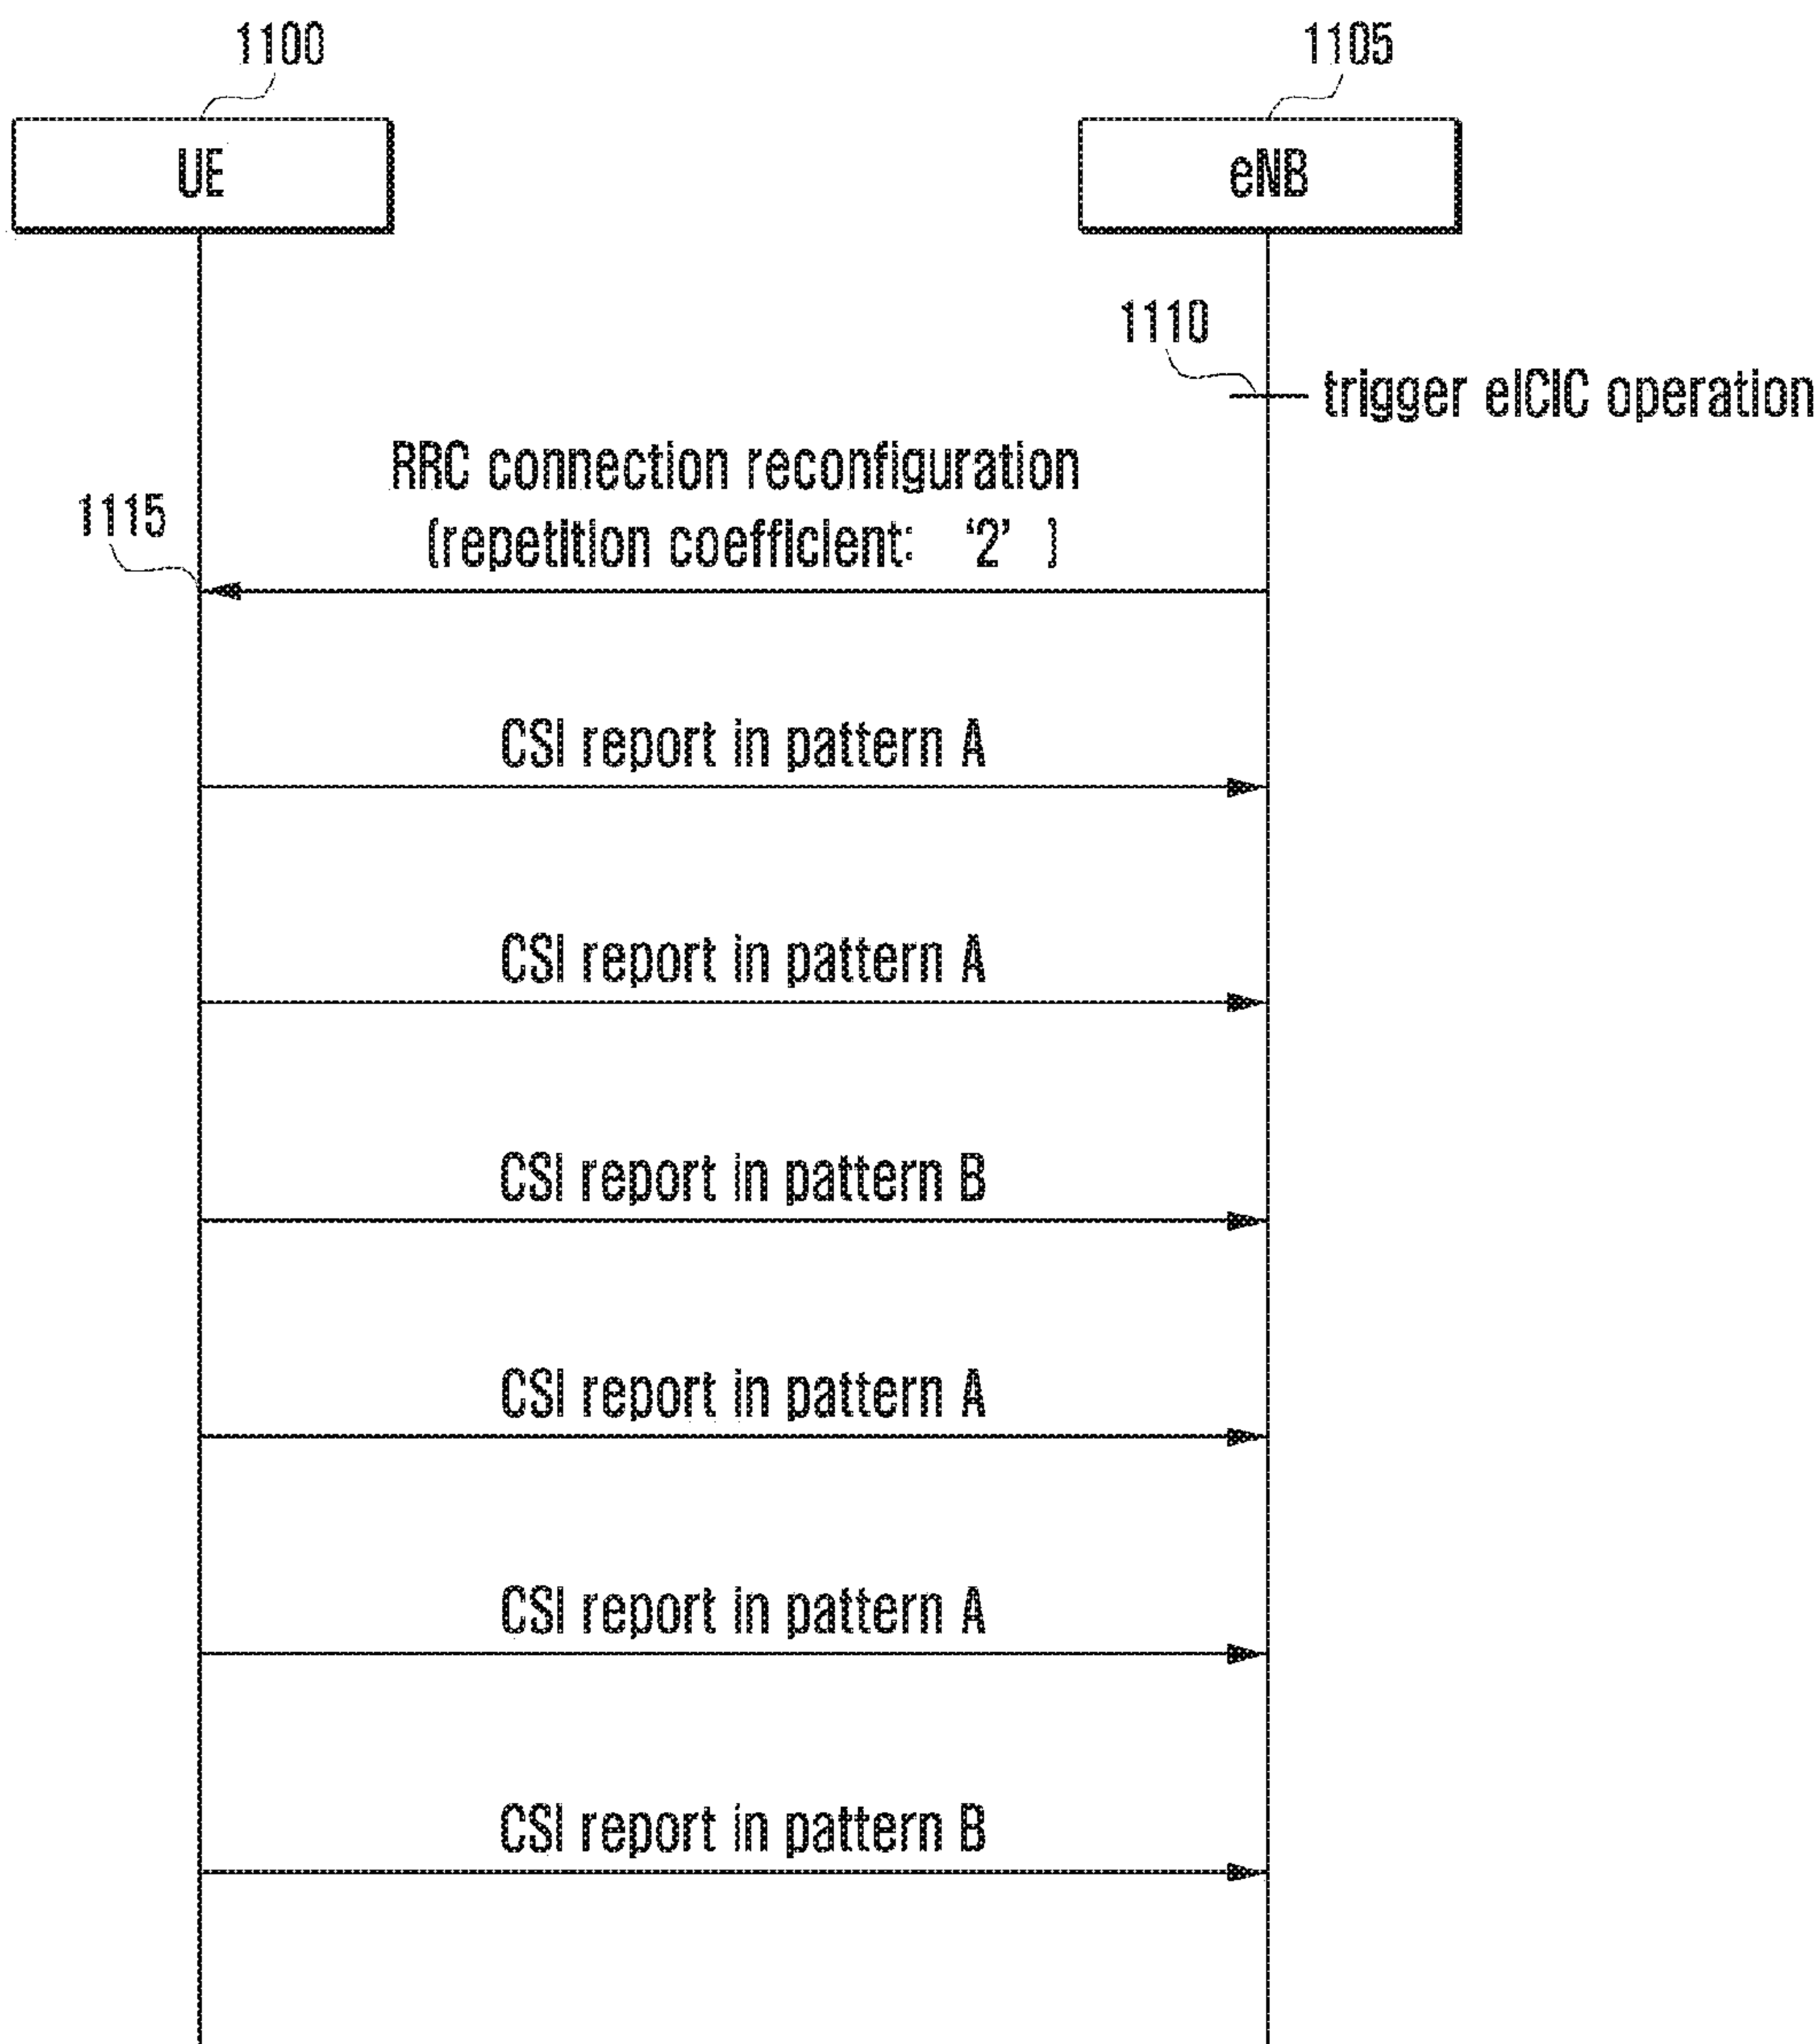 1100
1105
UE
eNB
1110
trigger eICIC operation
RRC connection reconfiguration
(repetition coefficient: ‘2’ )
1115
CSI report in pattern A
CSI report in pattern A
CSI report in pattern B
CSI report in pattern A
CSI report in pattern A
CSI report in pattern B